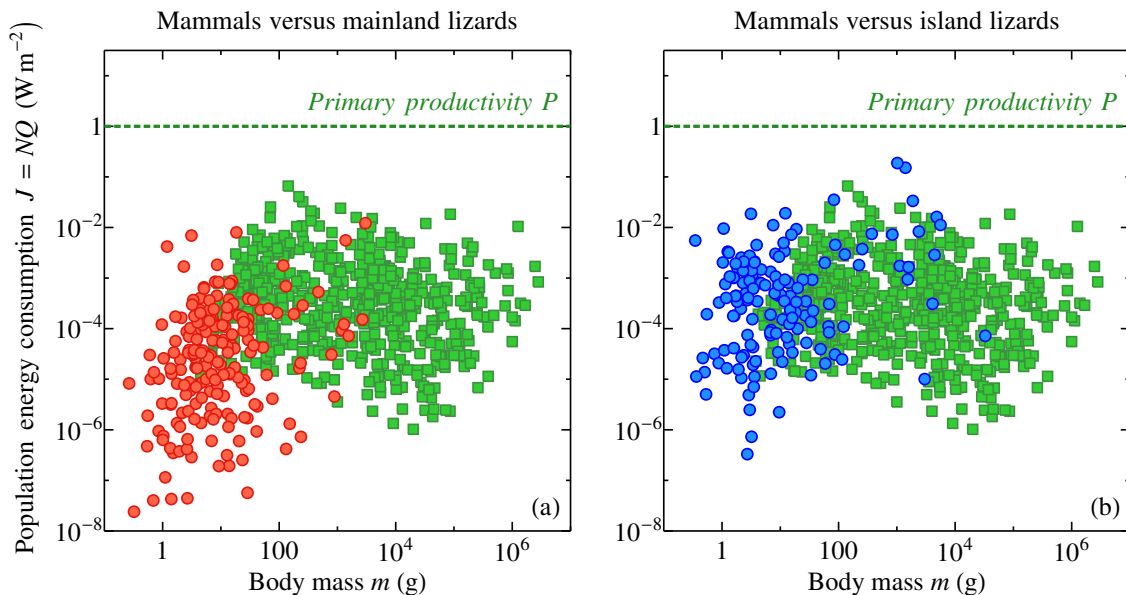 Mammals versus mainland lizards
Mammals versus island lizards
Population energy consumption J = NQ (W m⁻²)
Primary productivity P
Primary productivity P
1
10⁻²
10⁻⁴
10⁻⁶
10⁻⁸
1
10⁻²
10⁻⁴
10⁻⁶
10⁻⁸
(a)
(b)
1 100 10⁴ 10⁶
1 100 10⁴ 10⁶
Body mass m (g)
Body mass m (g)